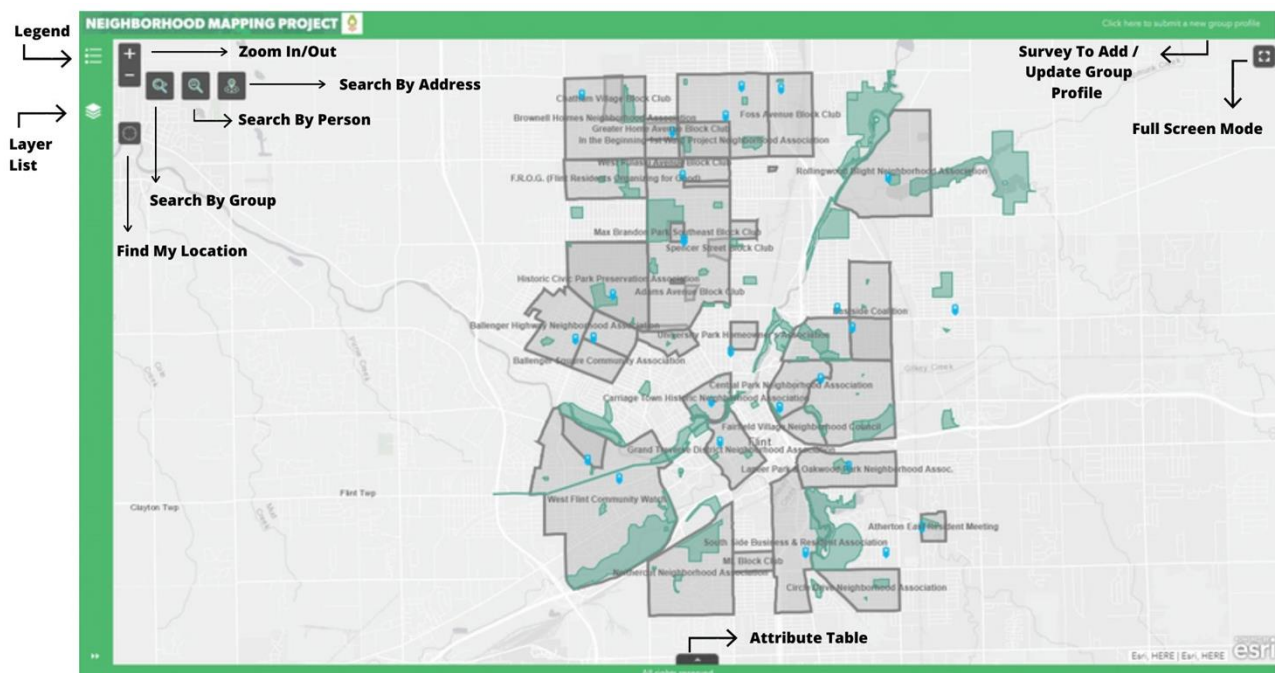 NEIGHBORHOOD MAPPING PROJECT
Click here to submit a new group profile
Legend
Zoom In/Out
Survey To Add /
Update Group
Profile
Search By Address
Search By Person
Full Screen Mode
Layer
List
Search By Group
Find My Location
Chatham Village Block Club
Brownell Holmes Neighborhood Association
Foss Avenue Block Club
Greater Home Avenue Block Club
In the Beginning 1st Ward Project Neighborhood Association
Block Club
F.R.O.G. (Flint Residents Organizing for Good)
Rollingwood Blight Neighborhood Association
Max Brandon Park Southeast Block Club
Spencer Street Block Club
Historic Civic Park Preservation Association
Adams Avenue Block Club
Eastside Coalition
Ballenger Highway Neighborhood Association
University Park Homeowner's Association
Ballenger Square Community Association
Gilkey Creek
Central Park Neighborhood Association
Carriage Town Historic Neighborhood Association
Fairfield Village Neighborhood Council
Flint
Grand Traverse District Neighborhood Association
Lapeer Park & Oakwood Park Neighborhood Assoc.
Flint Twp
West Flint Community Watch
Clayton Twp
Atherton East Resident Meeting
South Side Business & Resident Association
Block Club
Neighborhood Association
Circle Drive Neighborhood Association
Attribute Table
Esri, HERE | Esri, HERE
esri
All rights reserved